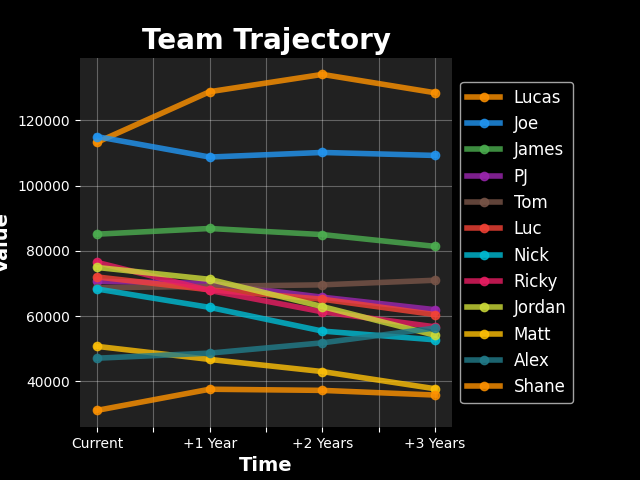 Team Trajectory
Value
120000
100000
80000
60000
40000
Current
+1 Year
+2 Years
+3 Years
Time
Lucas
Joe
James
PJ
Tom
Luc
Nick
Ricky
Jordan
Matt
Alex
Shane